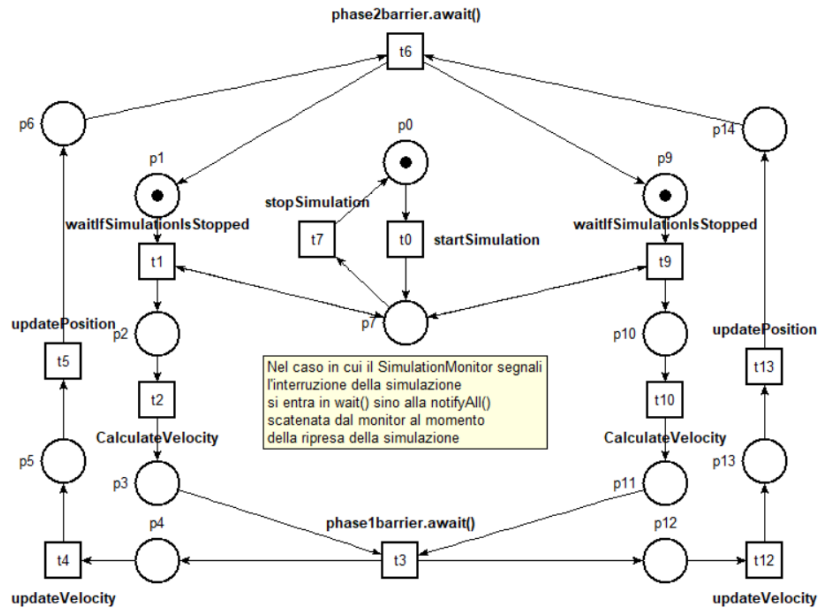 phase2barrier.await()
t6
p6
p14
p0
p1
p9
stopSimulation
waitIfSimulationIsStopped
waitIfSimulationIsStopped
t7
t0
startSimulation
t1
t9
p7
updatePosition
p2
p10
updatePosition
t5
t13
Nel caso in cui il SimulationMonitor segnali
l'interruzione della simulazione
si entra in wait() sino alla notifyAll()
scatenata dal monitor al momento
della ripresa della simulazione
t2
t10
CalculateVelocity
CalculateVelocity
p5
p13
p3
p11
p4
phase1barrier.await()
p12
t4
t3
t12
updateVelocity
updateVelocity